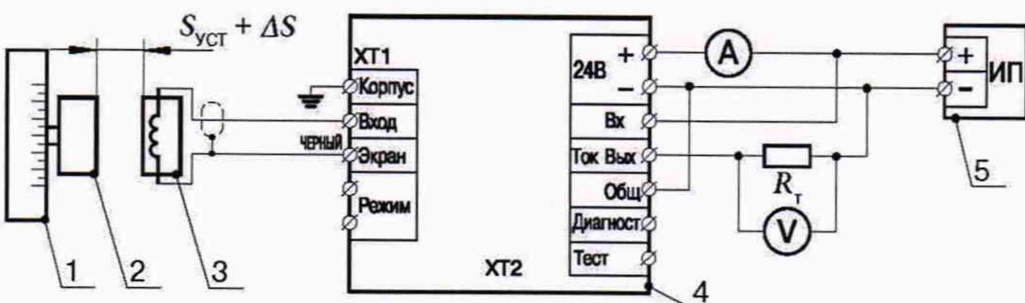 S_УСТ + ΔS
XT1
Корпус
Вход
ЧЕРНЫЙ
Экран
Режим
24В
+
−
Вх
Ток Вых
Общ
Диагност
Тест
XT2
A
R_т
V
+
−
ИП
1
2
3
4
5